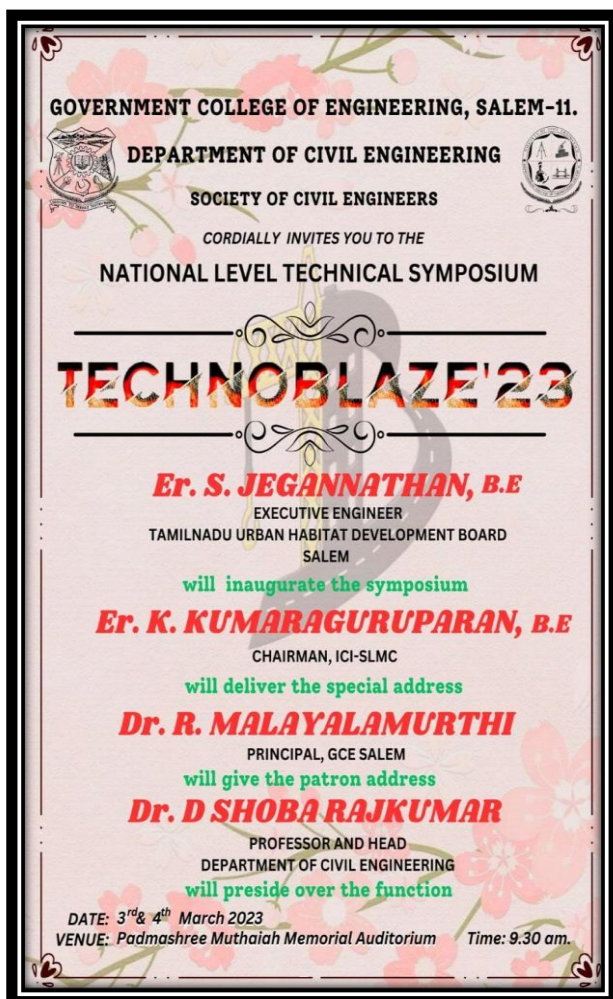 GOVERNMENT COLLEGE OF ENGINEERING, SALEM-11.
DEPARTMENT OF CIVIL ENGINEERING
SOCIETY OF CIVIL ENGINEERS
CORDIALLY INVITES YOU TO THE
NATIONAL LEVEL TECHNICAL SYMPOSIUM
TECHNOBLAZE'23
Er. S. JEGANNATHAN, B.E
EXECUTIVE ENGINEER
TAMILNADU URBAN HABITAT DEVELOPMENT BOARD
SALEM
will inaugurate the symposium
Er. K. KUMARAGURUPARAN, B.E
CHAIRMAN, ICI-SLMC
will deliver the special address
Dr. R. MALAYALAMURTHI
PRINCIPAL, GCE SALEM
will give the patron address
Dr. D SHOBA RAJKUMAR
PROFESSOR AND HEAD
DEPARTMENT OF CIVIL ENGINEERING
will preside over the function
DATE: 3rd& 4th March 2023
VENUE: Padmashree Muthaiah Memorial Auditorium Time: 9.30 am.